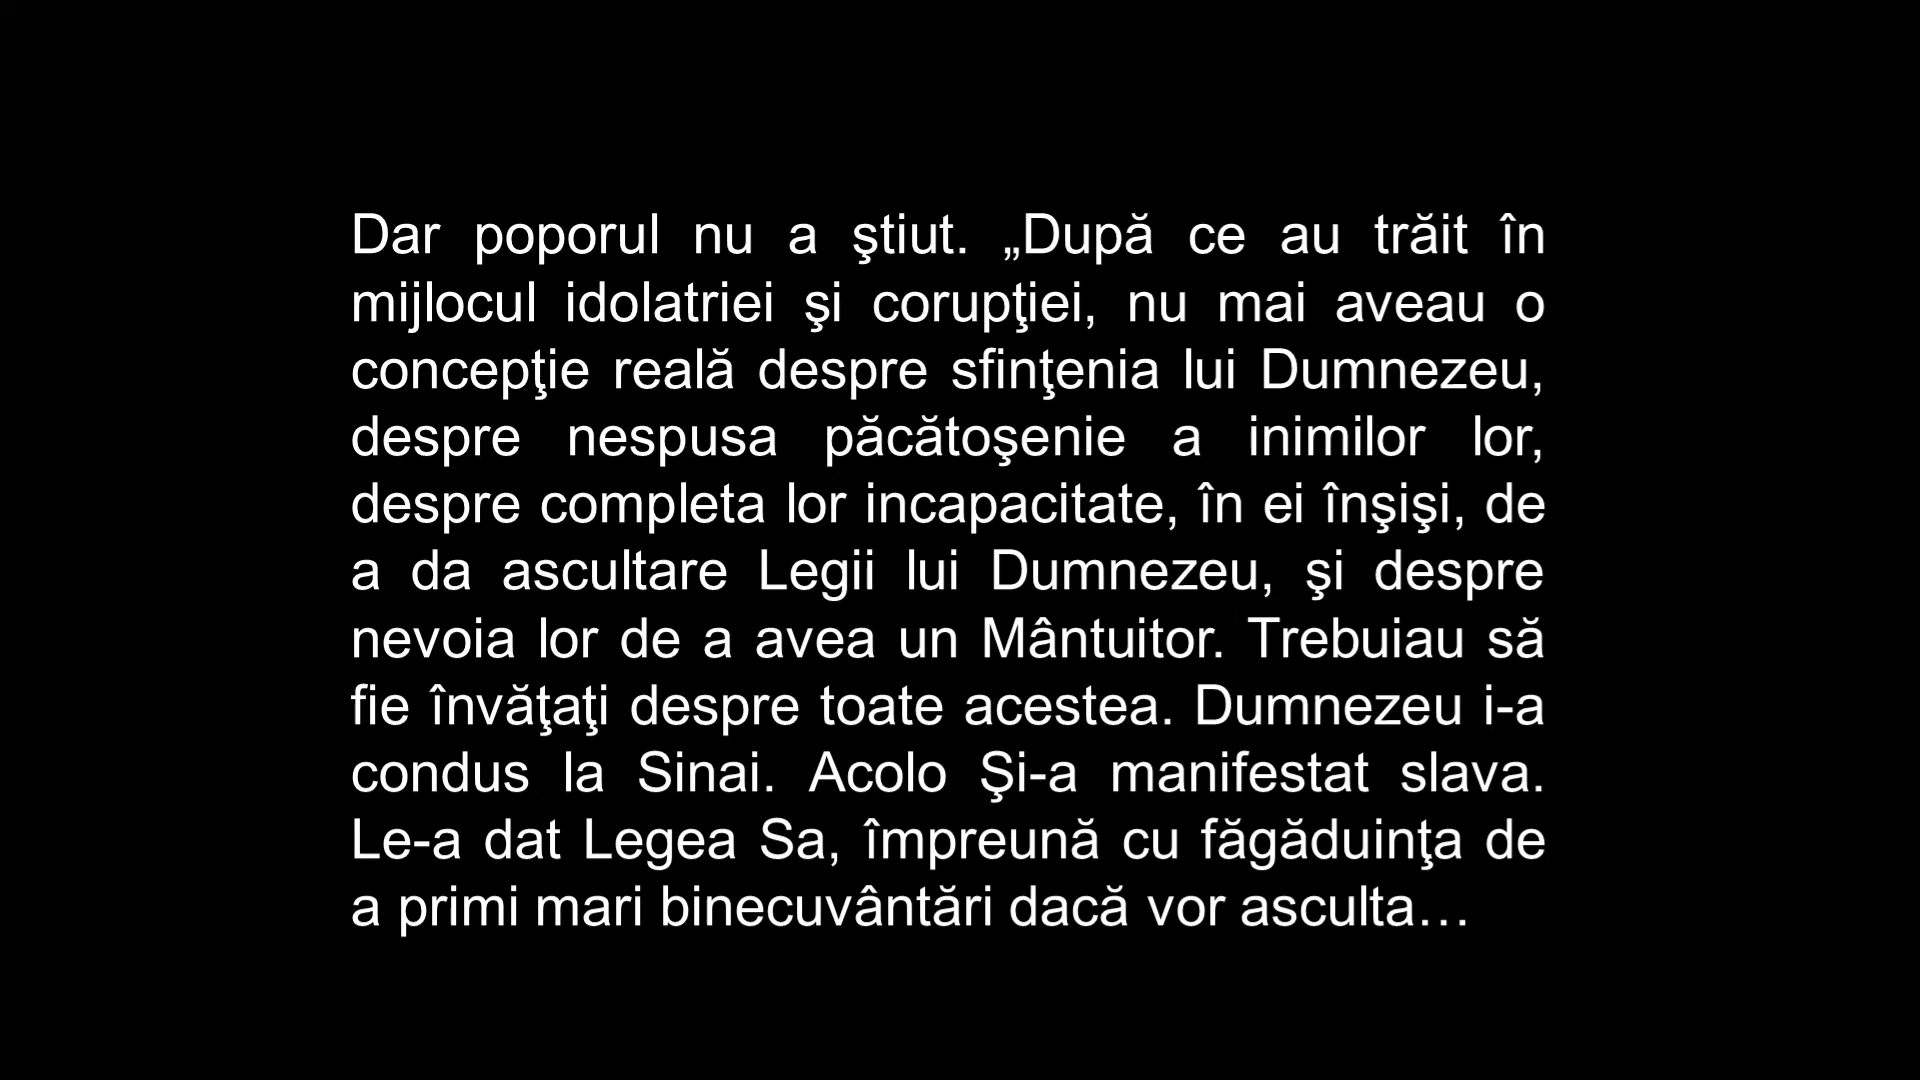 Dar poporul nu a ştiut. „După ce au trăit în
mijlocul idolatriei şi corupţiei, nu mai aveau o
concepţie reală despre sfinţenia lui Dumnezeu,
despre nespusa păcătoşenie a inimilor lor,
despre completa lor incapacitate, în ei înşişi, de
a da ascultare Legii lui Dumnezeu, şi despre
nevoia lor de a avea un Mântuitor. Trebuiau să
fie învăţaţi despre toate acestea. Dumnezeu i-a
condus la Sinai. Acolo Şi-a manifestat slava.
Le-a dat Legea Sa, împreună cu făgăduinţa de
a primi mari binecuvântări dacă vor asculta…